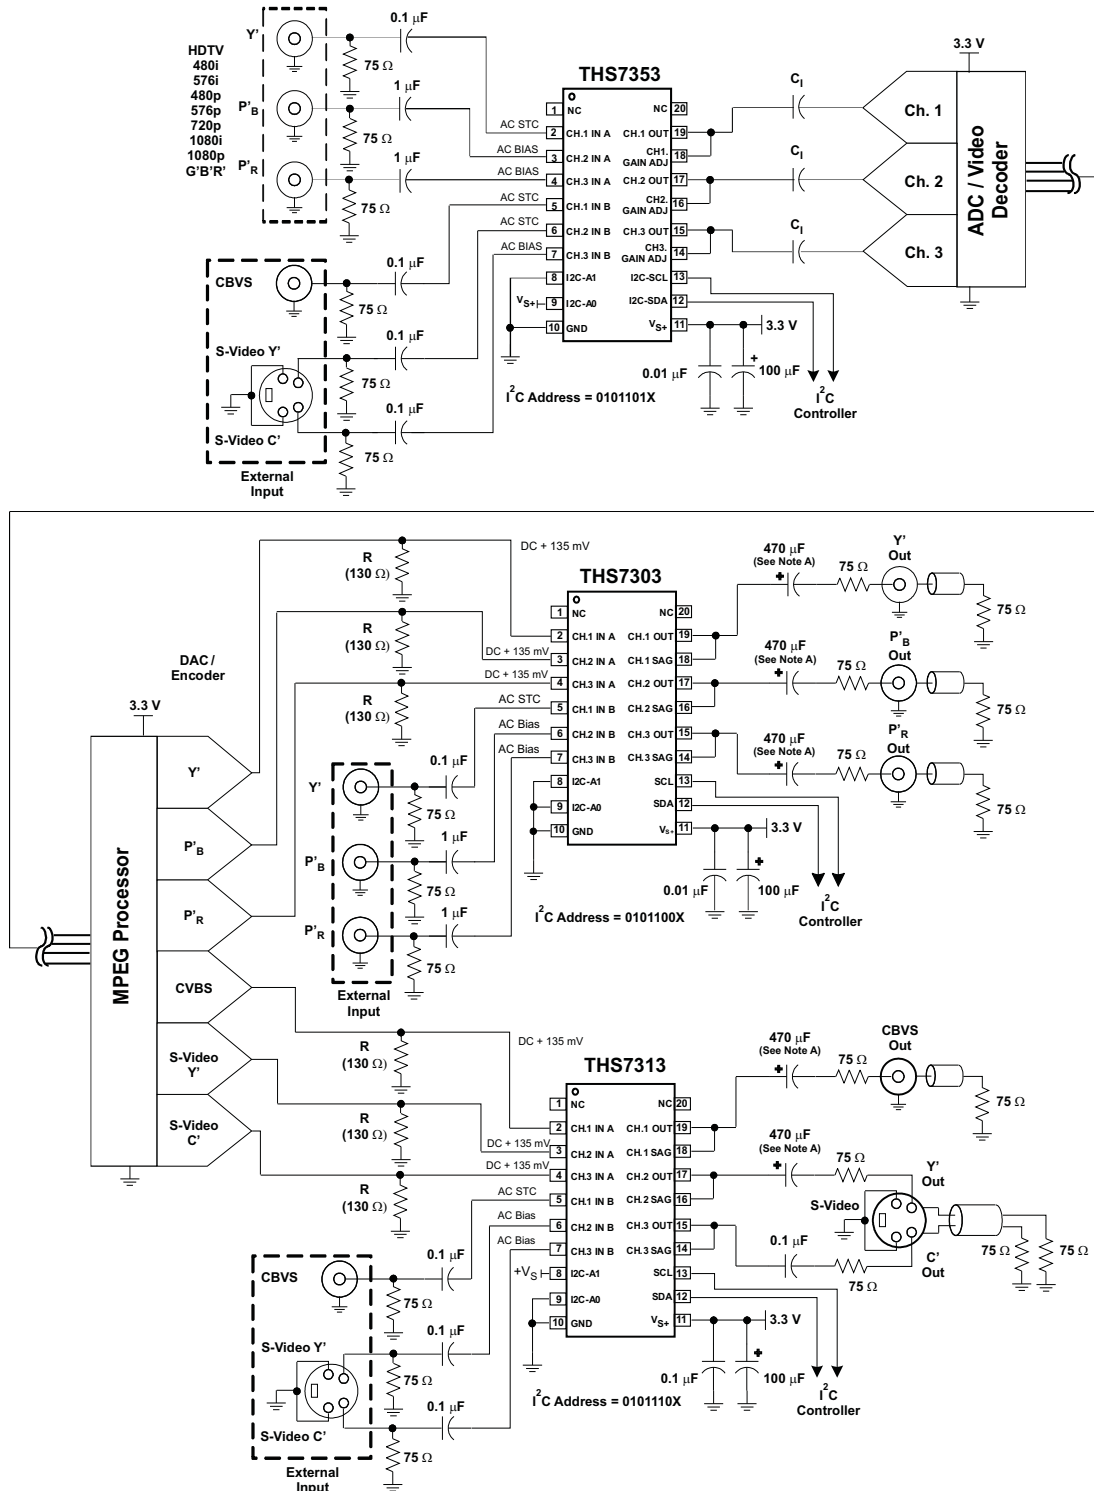 HDTV
480i
576i
480p
576p
720p
1080i
1080p
G'B'R'
Y'
P'B
P'R
0.1 μF
75 Ω
1 μF
75 Ω
1 μF
75 Ω
AC STC
AC BIAS
AC BIAS
AC STC
AC STC
AC BIAS
CBVS
S-Video Y'
S-Video C'
External
Input
0.1 μF
75 Ω
0.1 μF
75 Ω
0.1 μF
75 Ω
THS7353
1 NC
2 CH.1 IN A
3 CH.2 IN A
4 CH.3 IN A
5 CH.1 IN B
6 CH.2 IN B
7 CH.3 IN B
8 I2C-A1
VS+ 9 I2C-A0
10 GND
NC 20
CH.1 OUT 19
CH1.
GAIN ADJ 18
CH.2 OUT 17
CH2.
GAIN ADJ 16
CH.3 OUT 15
CH3.
GAIN ADJ 14
I2C-SCL 13
I2C-SDA 12
VS+ 11
3.3 V
0.01 μF
+
100 μF
I2C Address = 0101101X
I2C
Controller
CI
CI
CI
Ch. 1
Ch. 2
Ch. 3
3.3 V
ADC / Video
Decoder
DAC /
Encoder
3.3 V
MPEG Processor
Y'
P'B
P'R
CVBS
S-Video
Y'
S-Video
C'
R
(130 Ω)
R
(130 Ω)
R
(130 Ω)
DC + 135 mV
DC + 135 mV
DC + 135 mV
AC STC
AC Bias
AC Bias
Y'
P'B
P'R
External
Input
0.1 μF
75 Ω
1 μF
75 Ω
1 μF
75 Ω
THS7303
1 NC
2 CH.1 IN A
3 CH.2 IN A
4 CH.3 IN A
5 CH.1 IN B
6 CH.2 IN B
7 CH.3 IN B
8 I2C-A1
9 I2C-A0
10 GND
NC 20
CH.1 OUT 19
CH.1 SAG 18
CH.2 OUT 17
CH.2 SAG 16
CH.3 OUT 15
CH.3 SAG 14
SCL 13
SDA 12
VS+ 11
3.3 V
0.01 μF
+
100 μF
I2C Address = 0101100X
I2C
Controller
470 μF
(See Note A)
+
75 Ω
Y'
Out
75 Ω
470 μF
(See Note A)
+
75 Ω
P'B
Out
75 Ω
470 μF
(See Note A)
+
75 Ω
P'R
Out
75 Ω
R
(130 Ω)
R
(130 Ω)
R
(130 Ω)
DC + 135 mV
DC + 135 mV
DC + 135 mV
AC STC
AC Bias
AC Bias
CBVS
S-Video Y'
S-Video C'
External
Input
0.1 μF
75 Ω
0.1 μF
75 Ω
0.1 μF
75 Ω
THS7313
1 NC
2 CH.1 IN A
3 CH.2 IN A
4 CH.3 IN A
5 CH.1 IN B
6 CH.2 IN B
7 CH.3 IN B
+VS 8 I2C-A1
9 I2C-A0
10 GND
NC 20
CH.1 OUT 19
CH.1 SAG 18
CH.2 OUT 17
CH.2 SAG 16
CH.3 OUT 15
CH.3 SAG 14
SCL 13
SDA 12
VS+ 11
3.3 V
0.1 μF
+
100 μF
I2C Address = 0101110X
I2C
Controller
470 μF
(See Note A)
+
75 Ω
CBVS
Out
75 Ω
470 μF
(See Note A)
+
75 Ω
Y'
Out
S-Video
0.1 μF
75 Ω
C'
Out
75 Ω
75 Ω